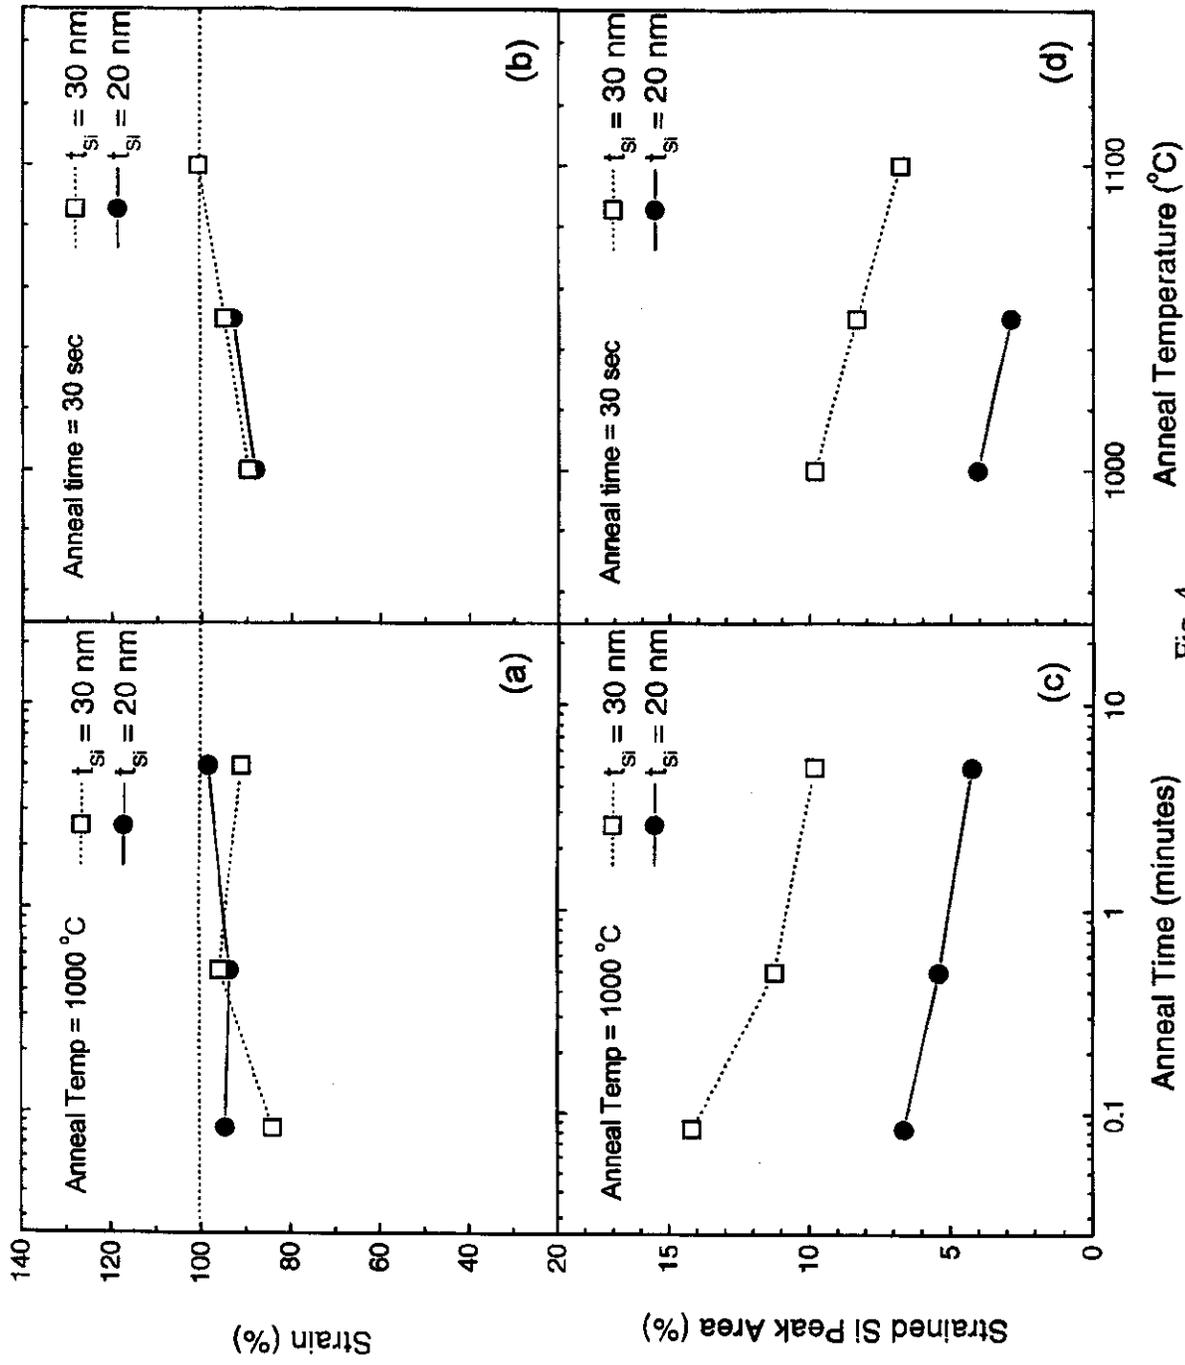 Strain (%)
140
120
100
80
60
40
20
Anneal Temp = 1000 °C
t_Si = 30 nm
t_Si = 20 nm
(a)
Anneal time = 30 sec
t_Si = 30 nm
t_Si = 20 nm
(b)
Strained Si Peak Area (%)
15
10
5
0
Anneal Temp = 1000 °C
t_Si = 30 nm
t_Si = 20 nm
(c)
0.1
1
10
Anneal Time (minutes)
Anneal time = 30 sec
t_Si = 30 nm
t_Si = 20 nm
(d)
1000
1100
Anneal Temperature (°C)